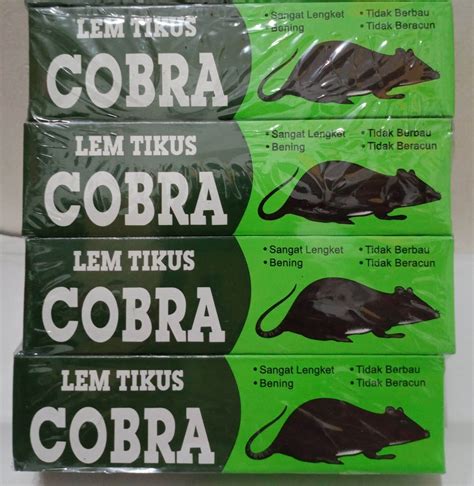 LEM TIKUS
COBRA
• Sangat Lengket
• Bening
• Tidak Berbau
• Tidak Beracun
LEM TIKUS
COBRA
• Sangat Lengket
• Bening
• Tidak Berbau
• Tidak Beracun
LEM TIKUS
COBRA
• Sangat Lengket
• Bening
• Tidak Berbau
• Tidak Beracun
LEM TIKUS
COBRA
• Sangat Lengket
• Bening
• Tidak Berbau
• Tidak Beracun